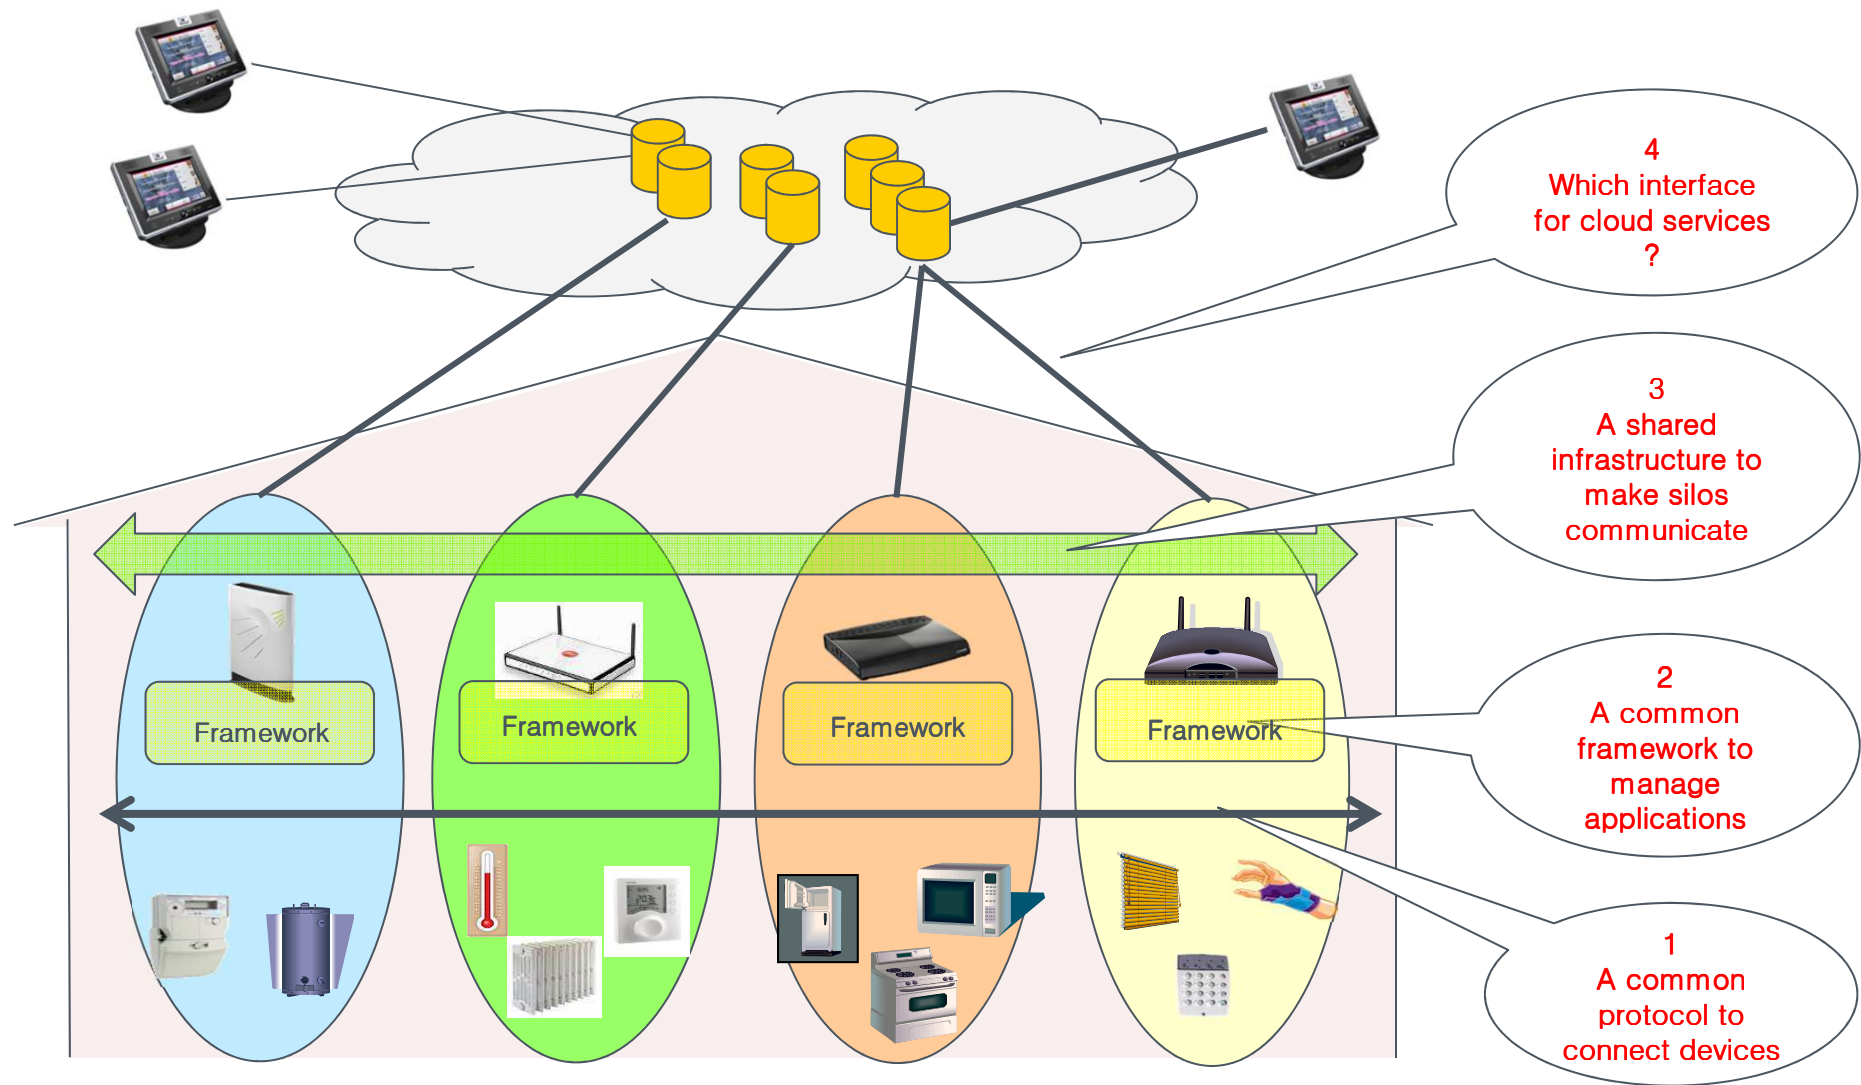 4
Which interface
for cloud services
?
3
A shared
infrastructure to
make silos
communicate
Framework
Framework
Framework
Framework
2
A common
framework to
manage
applications
1
A common
protocol to
connect devices